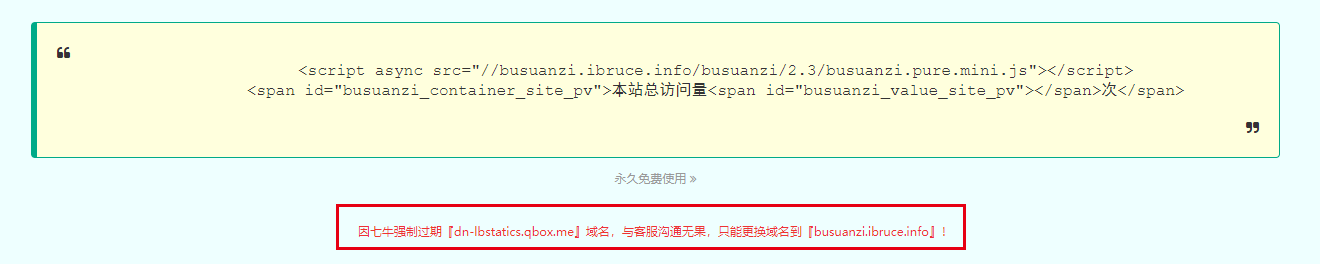 ❝
<script async src="//busuanzi.ibruce.info/busuanzi/2.3/busuanzi.pure.mini.js"></script>
<span id="busuanzi_container_site_pv">本站总访问量<span id="busuanzi_value_site_pv"></span>次</span>
❞
永久免费使用 »
因七牛强制过期『dn-lbstatics.qbox.me』域名，与客服沟通无果，只能更换域名到『busuanzi.ibruce.info』！